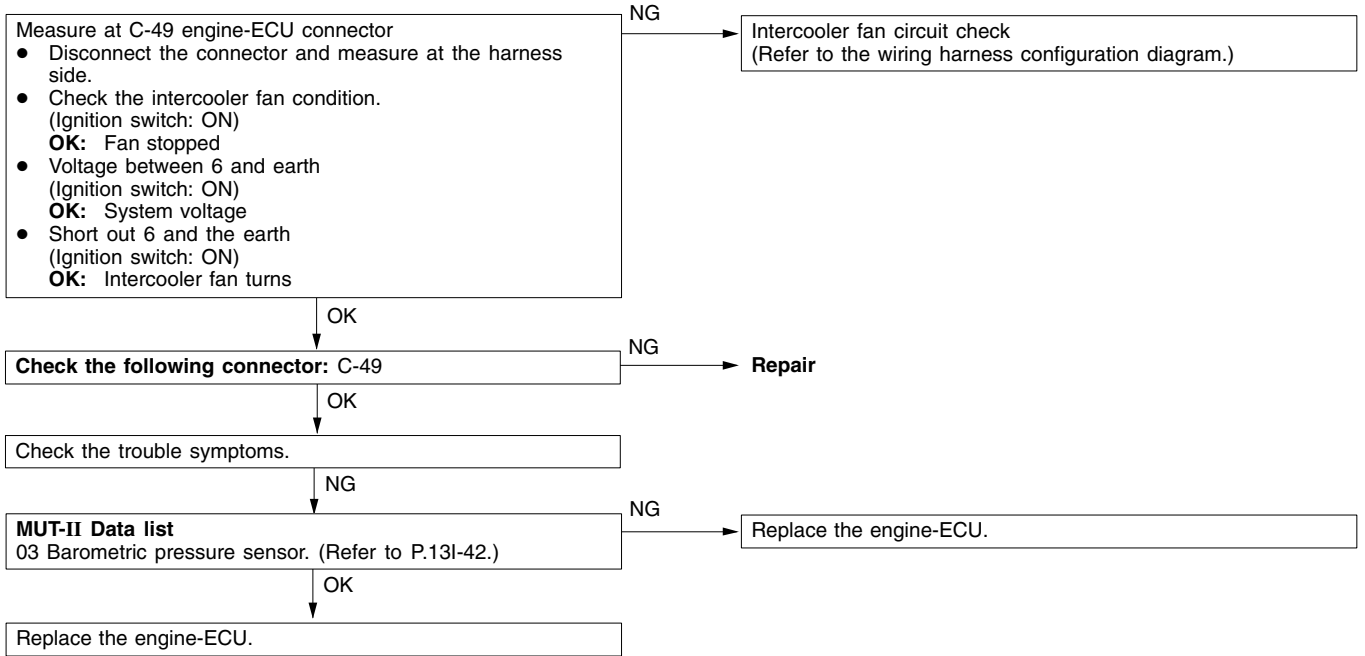 Measure at C-49 engine-ECU connector
● Disconnect the connector and measure at the harness
side.
● Check the intercooler fan condition.
(Ignition switch: ON)
OK: Fan stopped
● Voltage between 6 and earth
(Ignition switch: ON)
OK: System voltage
● Short out 6 and the earth
(Ignition switch: ON)
OK: Intercooler fan turns
NG
Intercooler fan circuit check
(Refer to the wiring harness configuration diagram.)
OK
Check the following connector: C-49
NG
Repair
OK
Check the trouble symptoms.
NG
MUT-II Data list
03 Barometric pressure sensor. (Refer to P.13I-42.)
NG
Replace the engine-ECU.
OK
Replace the engine-ECU.